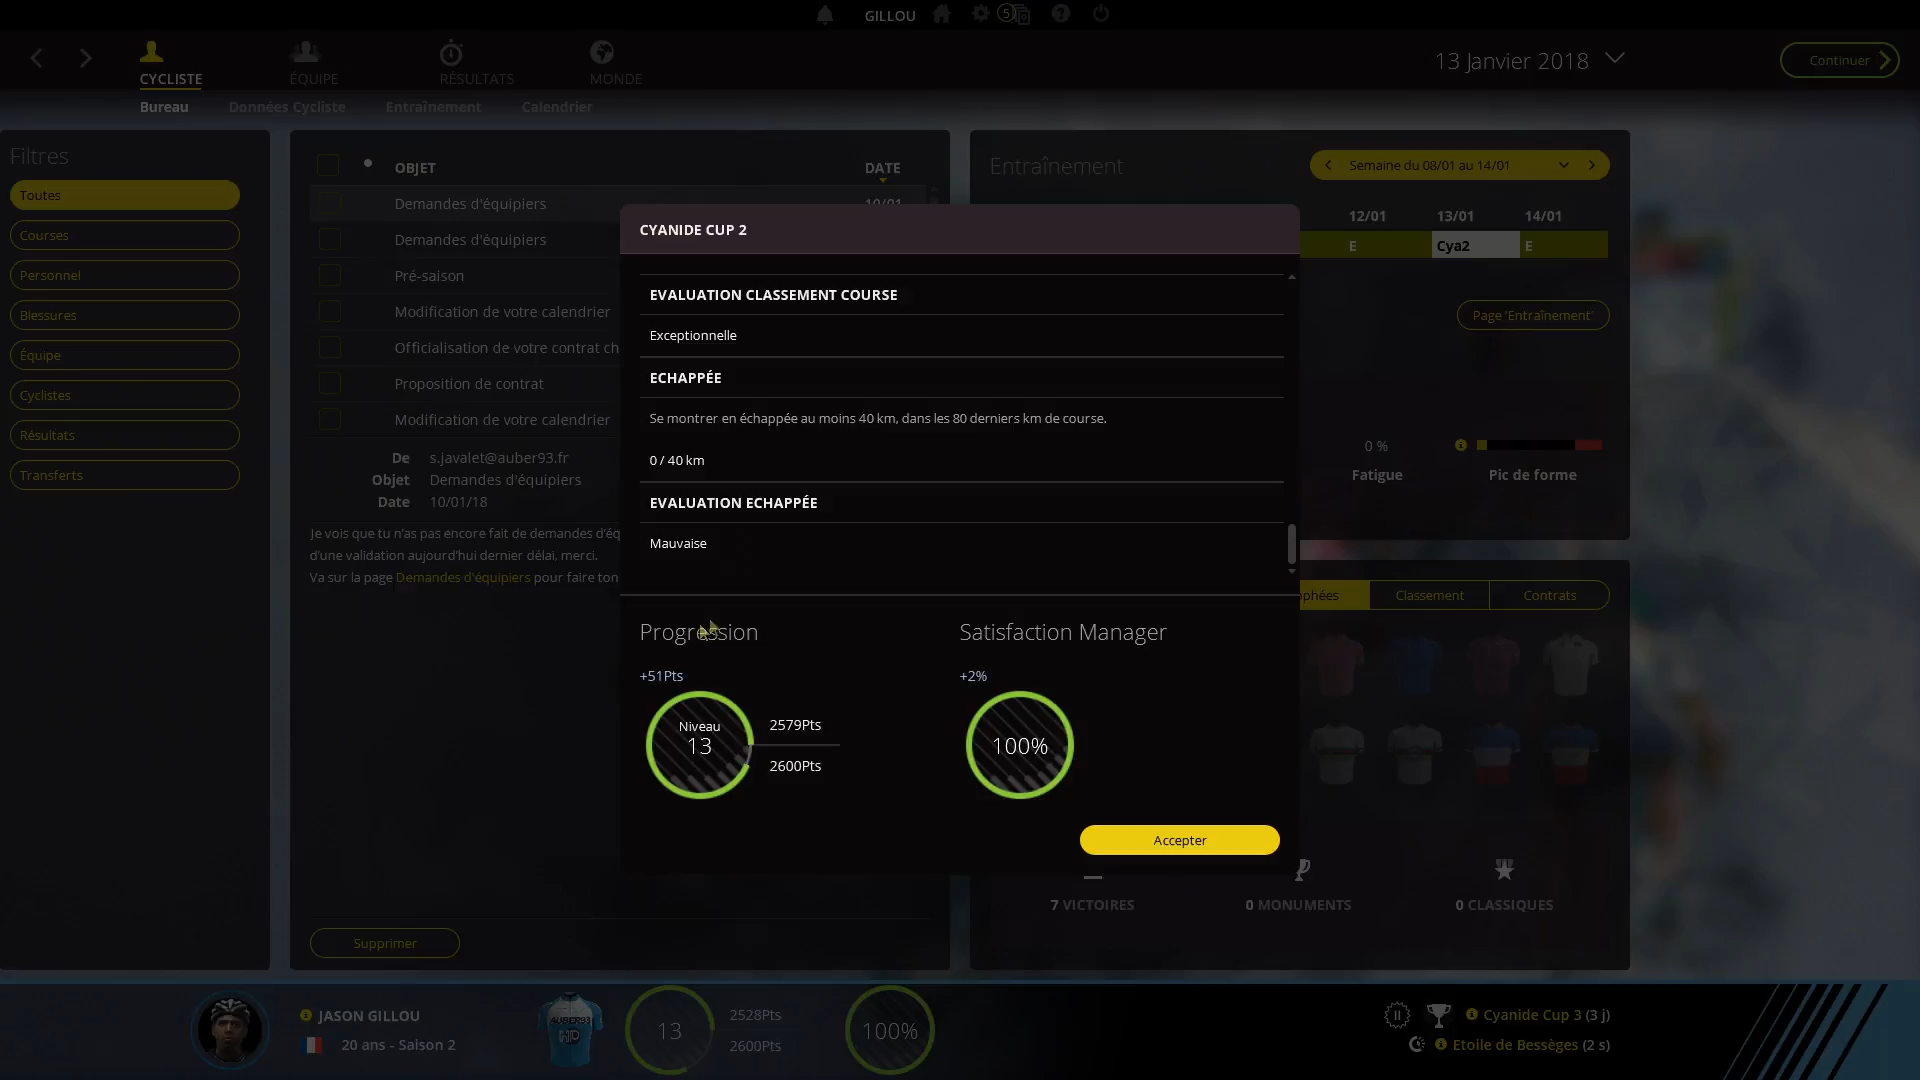 GILLOU
5
CYCLISTE
ÉQUIPE
RÉSULTATS
MONDE
13 Janvier 2018
Continuer
Bureau
Données Cycliste
Entraînement
Calendrier
Filtres
Toutes
Courses
Personnel
Blessures
Équipe
Cyclistes
Résultats
Transferts
OBJET
DATE
Demandes d'équipiers
10/01
Demandes d'équipiers
Pré-saison
Modification de votre calendrier
Officialisation de votre contrat ch
Proposition de contrat
Modification de votre calendrier
De s.javalet@auber93.fr
Objet Demandes d'équipiers
Date 10/01/18
Je vois que tu n'as pas encore fait de demandes d'éq
d'une validation aujourd'hui dernier délai, merci.
Va sur la page Demandes d'équipiers pour faire ton
Supprimer
CYANIDE CUP 2
EVALUATION CLASSEMENT COURSE
Exceptionnelle
ECHAPPÉE
Se montrer en échappée au moins 40 km, dans les 80 derniers km de course.
0 / 40 km
EVALUATION ECHAPPÉE
Mauvaise
Progression
+51Pts
Niveau
13
2579Pts
2600Pts
Satisfaction Manager
+2%
100%
Accepter
Entraînement
Semaine du 08/01 au 14/01
12/01 13/01 14/01
E Cya2 E
Page 'Entraînement'
0 %
Fatigue
Pic de forme
phées
Classement
Contrats
7 VICTOIRES
0 MONUMENTS
0 CLASSIQUES
JASON GILLOU
20 ans - Saison 2
AUBER93
HP
13
2528Pts
2600Pts
100%
Cyanide Cup 3 (3 j)
Etoile de Bessèges (2 s)